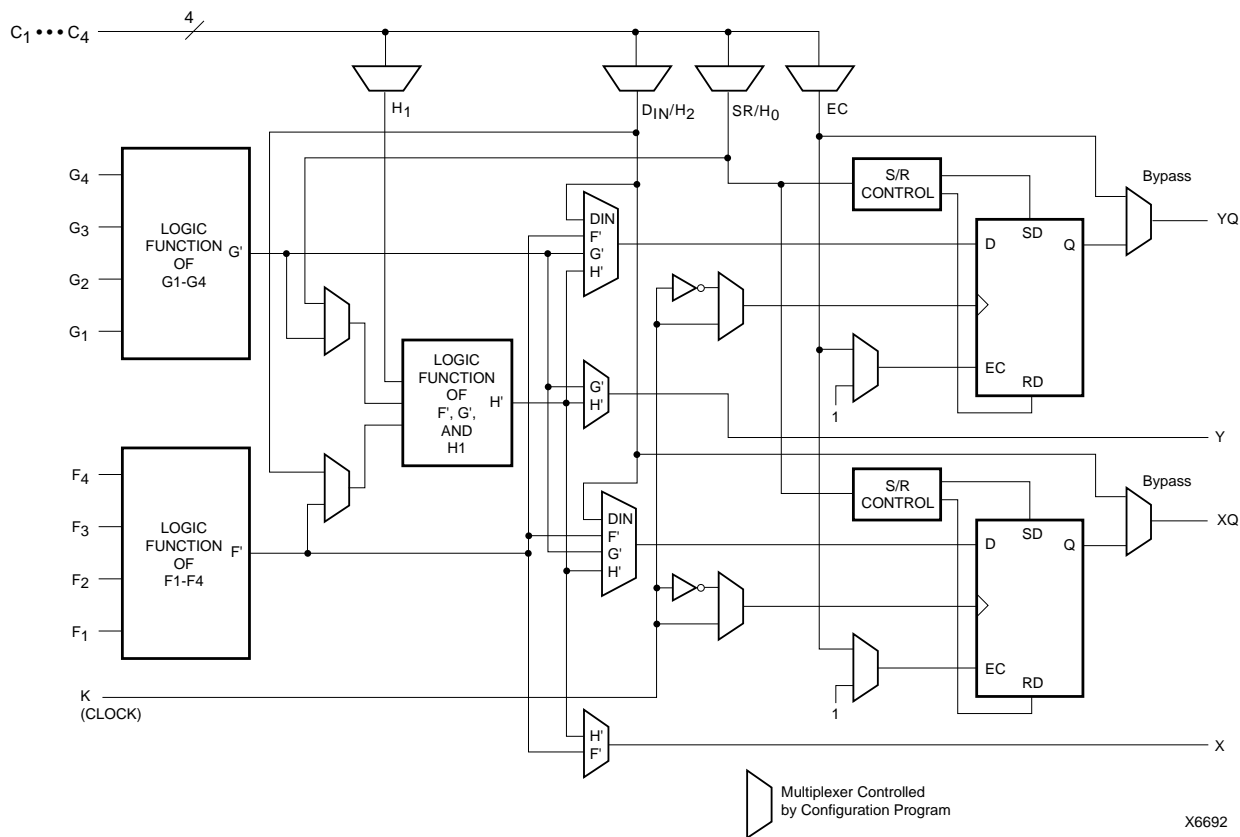 C1 ••• C4
4
H1
DIN/H2
SR/H0
EC
G4
G3
G2
G1
LOGIC
FUNCTION
OF
G1-G4
G'
DIN
F'
G'
H'
S/R
CONTROL
Bypass
D
SD
Q
YQ
EC
RD
1
LOGIC
FUNCTION
OF
F', G',
AND
H1
H'
G'
H'
Y
F4
F3
F2
F1
LOGIC
FUNCTION
OF
F1-F4
F'
DIN
F'
G'
H'
S/R
CONTROL
Bypass
D
SD
Q
XQ
EC
RD
1
K
(CLOCK)
H'
F'
X
Multiplexer Controlled
by Configuration Program
X6692